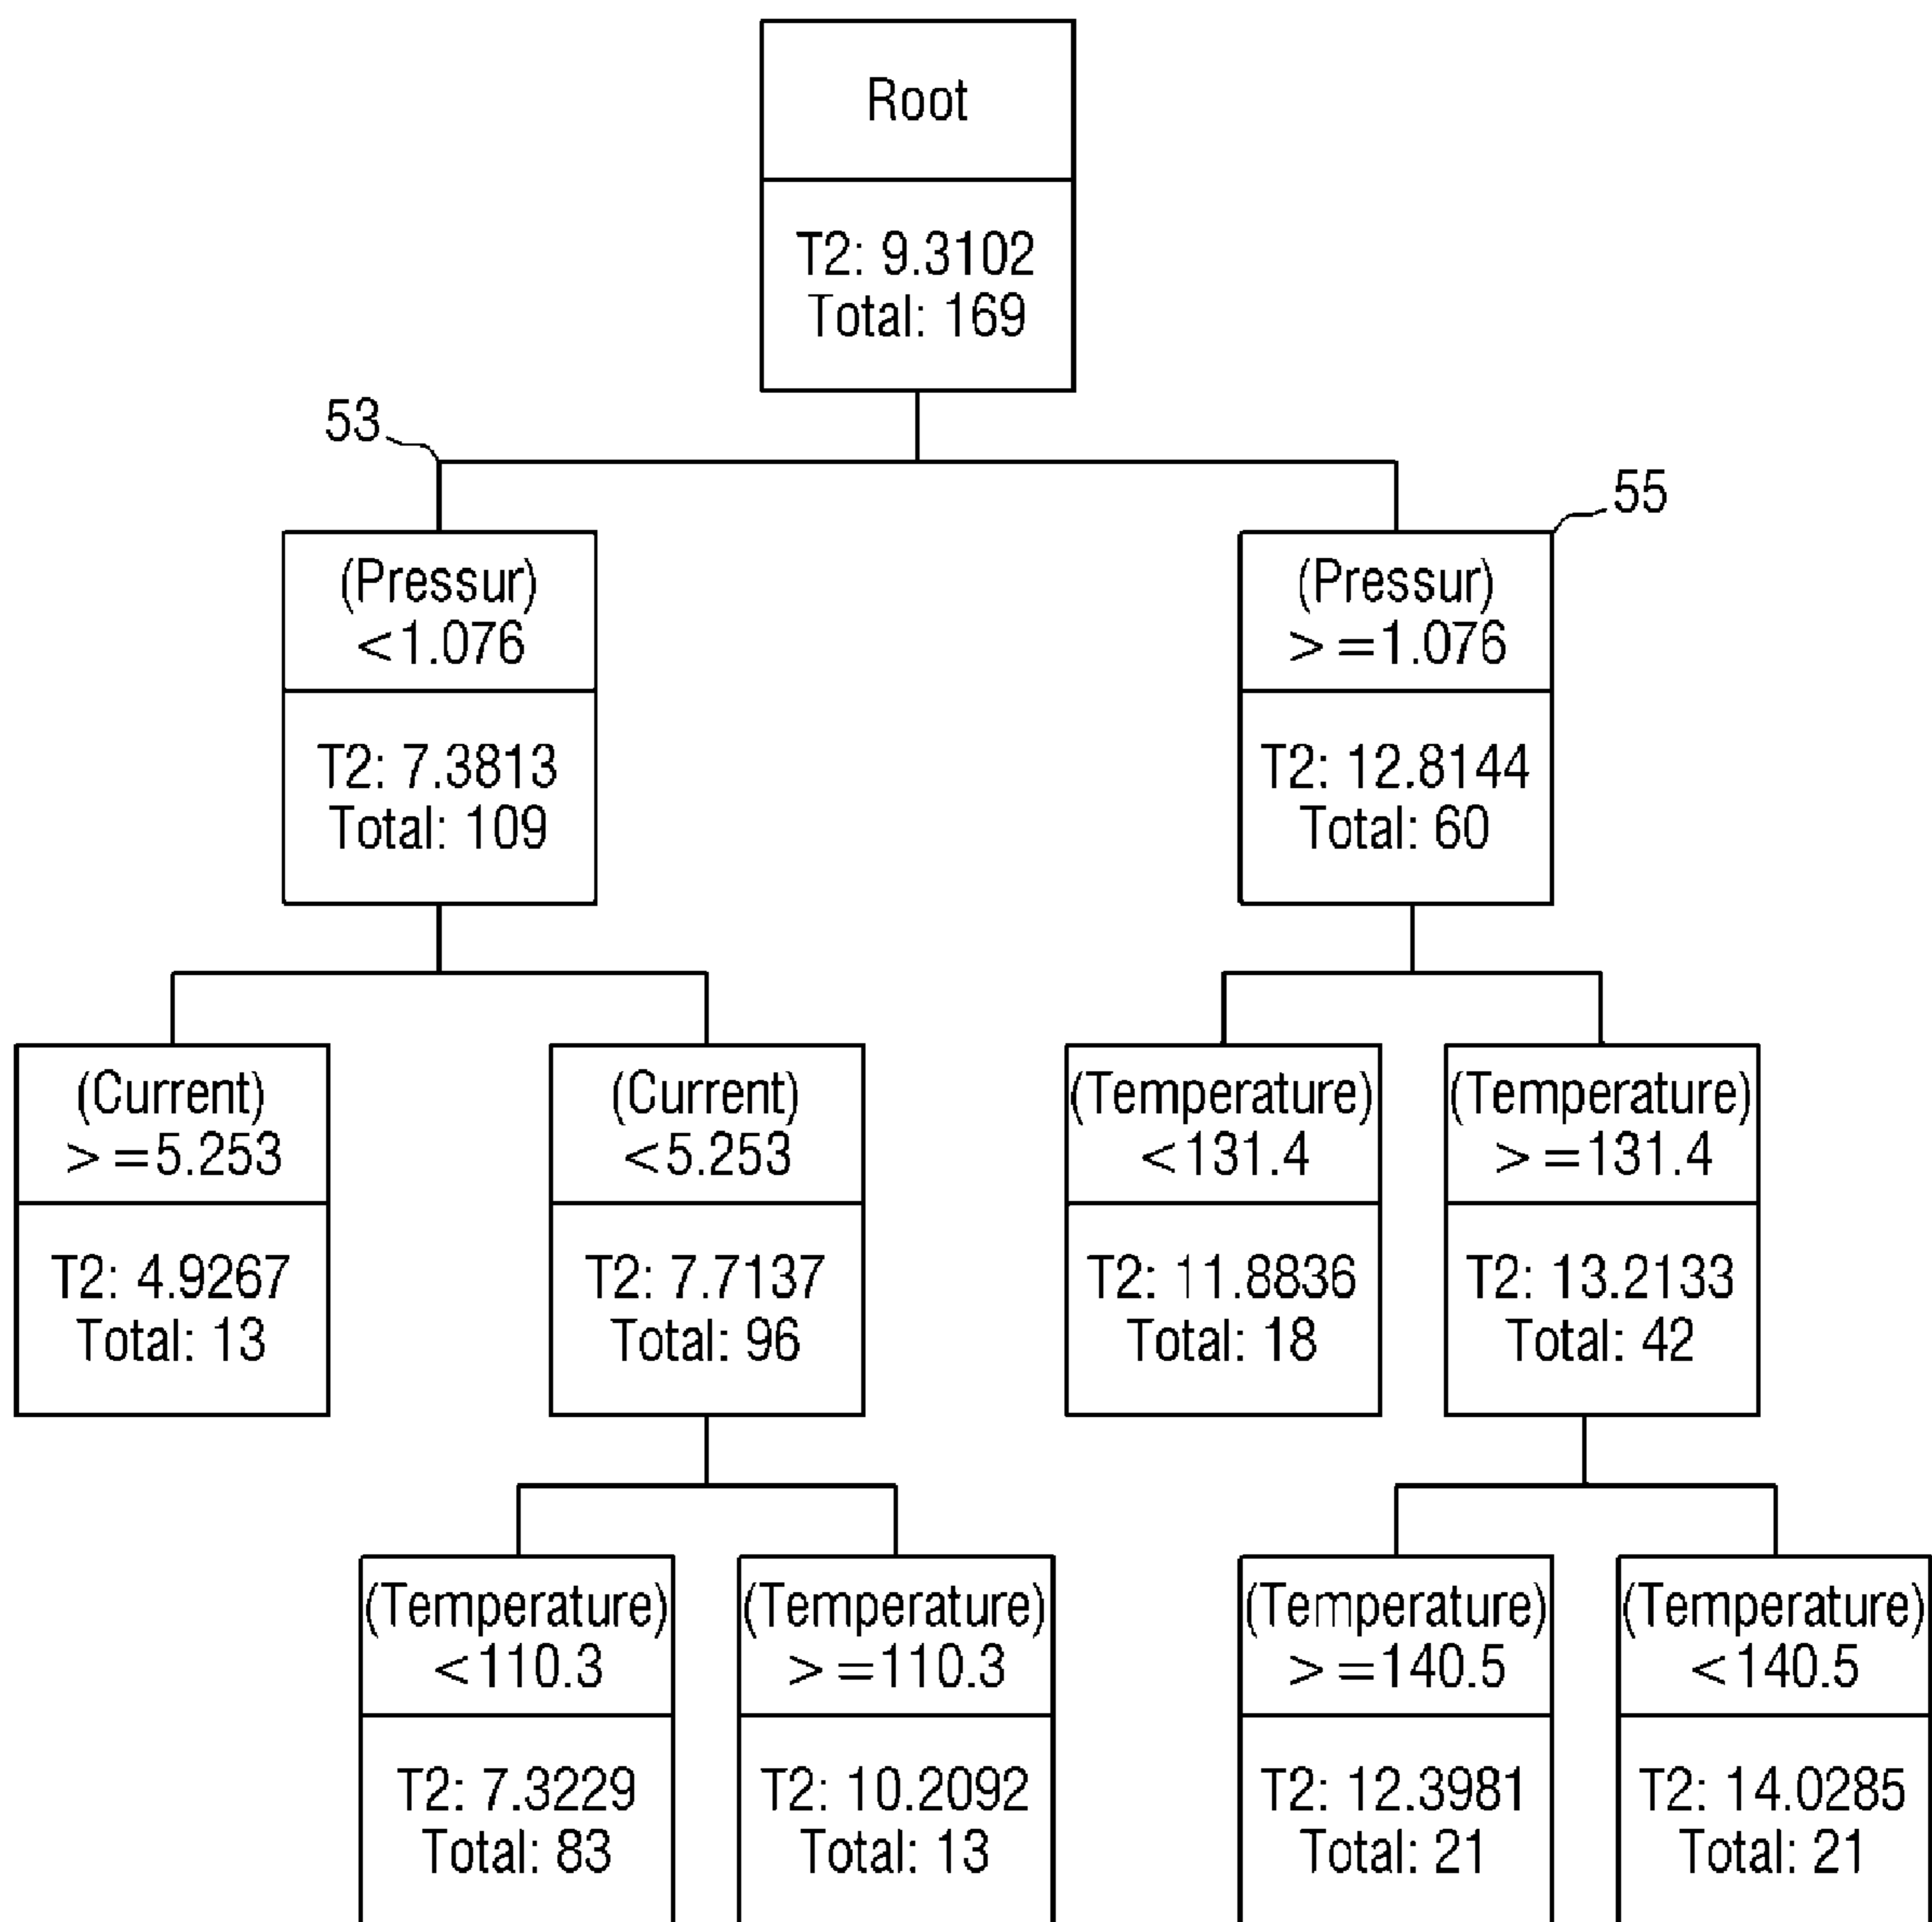 Root
T2: 9.3102
Total: 169
53
55
(Pressur)
<1.076
T2: 7.3813
Total: 109
(Pressur)
>=1.076
T2: 12.8144
Total: 60
(Current)
>=5.253
T2: 4.9267
Total: 13
(Current)
<5.253
T2: 7.7137
Total: 96
(Temperature)
<131.4
T2: 11.8836
Total: 18
(Temperature)
>=131.4
T2: 13.2133
Total: 42
(Temperature)
<110.3
T2: 7.3229
Total: 83
(Temperature)
>=110.3
T2: 10.2092
Total: 13
(Temperature)
>=140.5
T2: 12.3981
Total: 21
(Temperature)
<140.5
T2: 14.0285
Total: 21